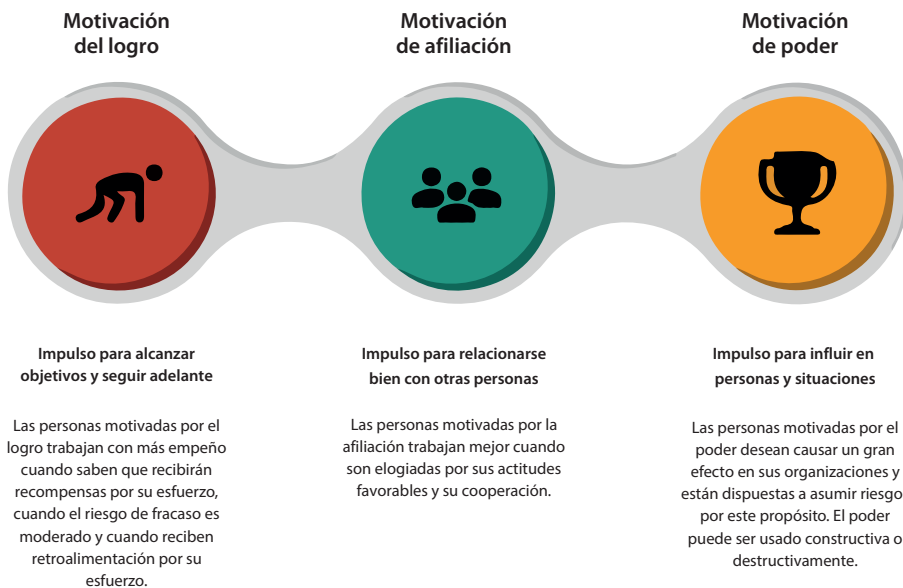 Motivación
del logro
Impulso para alcanzar
objetivos y seguir adelante
Las personas motivadas por el
logro trabajan con más empeño
cuando saben que recibirán
recompensas por su esfuerzo,
cuando el riesgo de fracaso es
moderado y cuando reciben
retroalimentación por su
esfuerzo.
Motivación
de afiliación
Impulso para relacionarse
bien con otras personas
Las personas motivadas por la
afiliación trabajan mejor cuando
son elogiadas por sus actitudes
favorables y su cooperación.
Motivación
de poder
Impulso para influir en
personas y situaciones
Las personas motivadas por el
poder desean causar un gran
efecto en sus organizaciones y
están dispuestas a asumir riesgo
por este propósito. El poder
puede ser usado constructiva o
destructivamente.